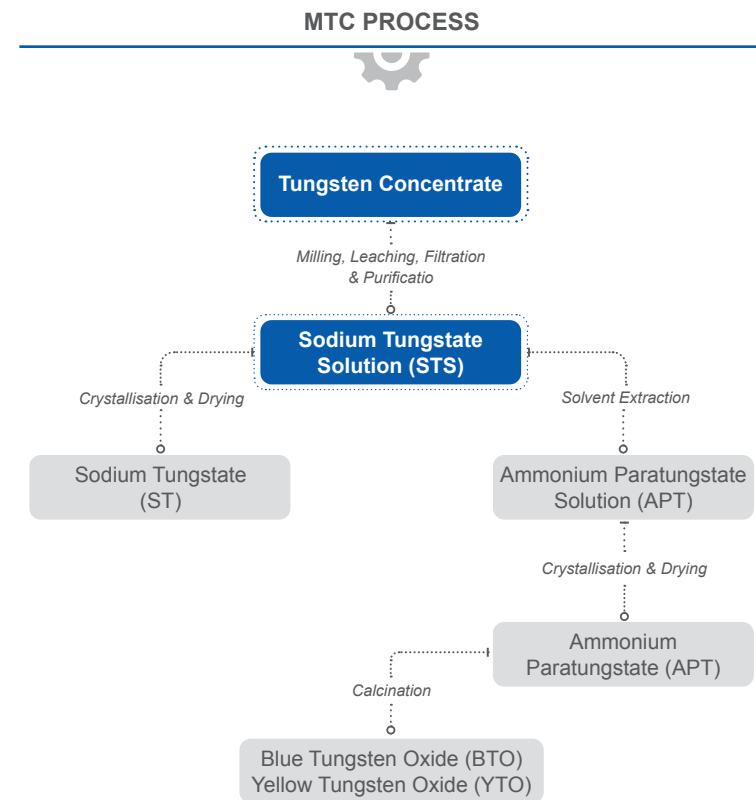 MTC PROCESS
Tungsten Concentrate
Milling, Leaching, Filtration
& Purificatio
Sodium Tungstate
Solution (STS)
Crystallisation & Drying
Solvent Extraction
Sodium Tungstate
(ST)
Ammonium Paratungstate
Solution (APT)
Crystallisation & Drying
Ammonium
Paratungstate (APT)
Calcination
Blue Tungsten Oxide (BTO)
Yellow Tungsten Oxide (YTO)